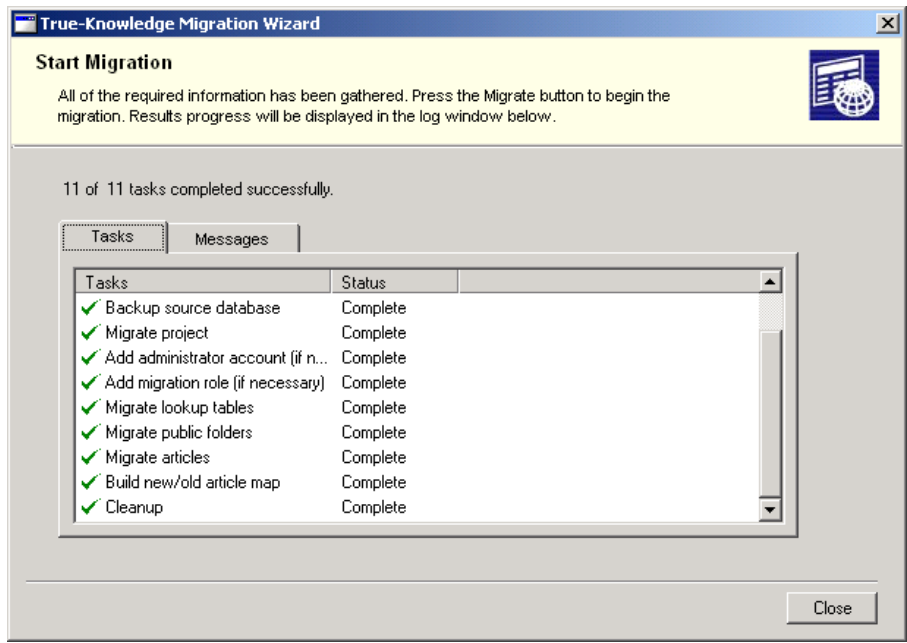 True-Knowledge Migration Wizard
Start Migration
All of the required information has been gathered. Press the Migrate button to begin the
migration. Results progress will be displayed in the log window below.
11 of 11 tasks completed successfully.
Tasks Messages
Tasks Status
Backup source database Complete
Migrate project Complete
Add administrator account (if n... Complete
Add migration role (if necessary) Complete
Migrate lookup tables Complete
Migrate public folders Complete
Migrate articles Complete
Build new/old article map Complete
Cleanup Complete
Close